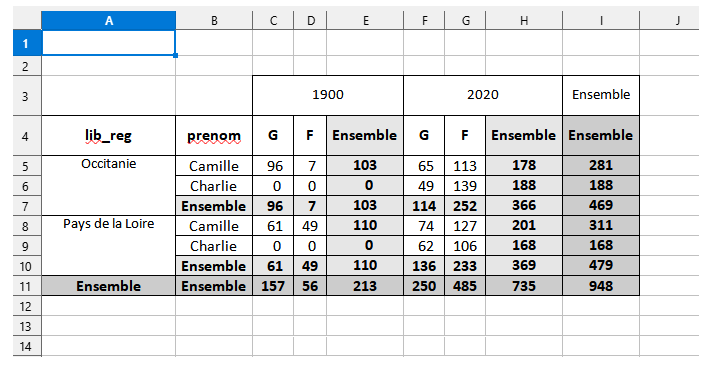 A B C D E F G H I J
1
2
3 1900 2020 Ensemble
4 lib_reg prenom G F Ensemble G F Ensemble Ensemble
5 Occitanie Camille 96 7 103 65 113 178 281
6 Charlie 0 0 0 49 139 188 188
7 Ensemble 96 7 103 114 252 366 469
8 Pays de la Loire Camille 61 49 110 74 127 201 311
9 Charlie 0 0 0 62 106 168 168
10 Ensemble 61 49 110 136 233 369 479
11 Ensemble Ensemble 157 56 213 250 485 735 948
12
13
14